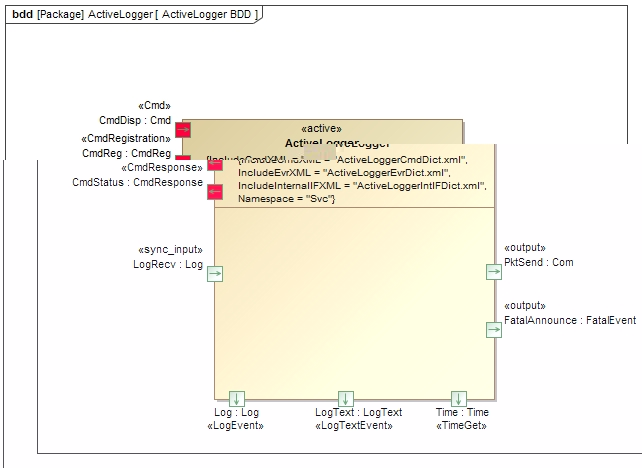 bdd [Package] ActiveLogger [ ActiveLogger BDD ]
«Cmd»
CmdDisp : Cmd
«CmdRegistration»
CmdReg : CmdReg
«CmdResponse»
CmdStatus : CmdResponse
«active»
"ActiveLoggerCmdDict.xml",
IncludeEvrXML = "ActiveLoggerEvrDict.xml",
IncludeInternalIFXML = "ActiveLoggerIntIFDict.xml",
Namespace = "Svc"}
«sync_input»
LogRecv : Log
«output»
PktSend : Com
«output»
FatalAnnounce : FatalEvent
Log : Log
«LogEvent»
LogText : LogText
«LogTextEvent»
Time : Time
«TimeGet»